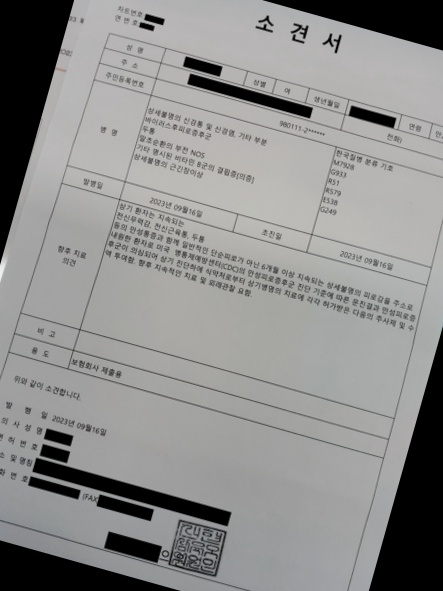 소 견 서
차트번호
연 번 호
성 명
성별
여
생년월일
연령
주 소
전화)
주민등록번호
980111-2******
병 명
상세불명의 신경통 및 신경염, 기타 부분
바이러스후피로증후군
두통
말초순환의 부전 NOS
기타 명시된 비타민 B군의 결핍증[의증]
상세불명의 근긴장이상
한국질병 분류 기호
M7928
G933
R51
R579
E538
G249
발병일
2023년 09월16일
초진일
2023년 09월16일
향후 치료
의견
상기 환자는 지속되는
전신무력감, 전신근육통, 두통
등의 만성통증과 함께 일반적인 단순피로가 아닌 6개월 이상 지속되는 상세불명의 피로감을 주소로
내원한 환자로 미국 병통제예방센터(CDC)의 만성피로증후군 진단 기준에 따른 문진결과 만성피로증
후군이 의심되어 상기 진단하에 식약처로부터 상기병명의 치료에 각각 허가받은 다음의 주사제 및 수
액 투여함. 향후 지속적인 치료 및 외래관찰 요함.
비 고
용 도
보험회사 제출용
위와 같이 소견합니다.
발 행 일 2023년 09월16일
의 사 성 명
면 허 번 호
소 및 명칭
화 번 호
(FAX)